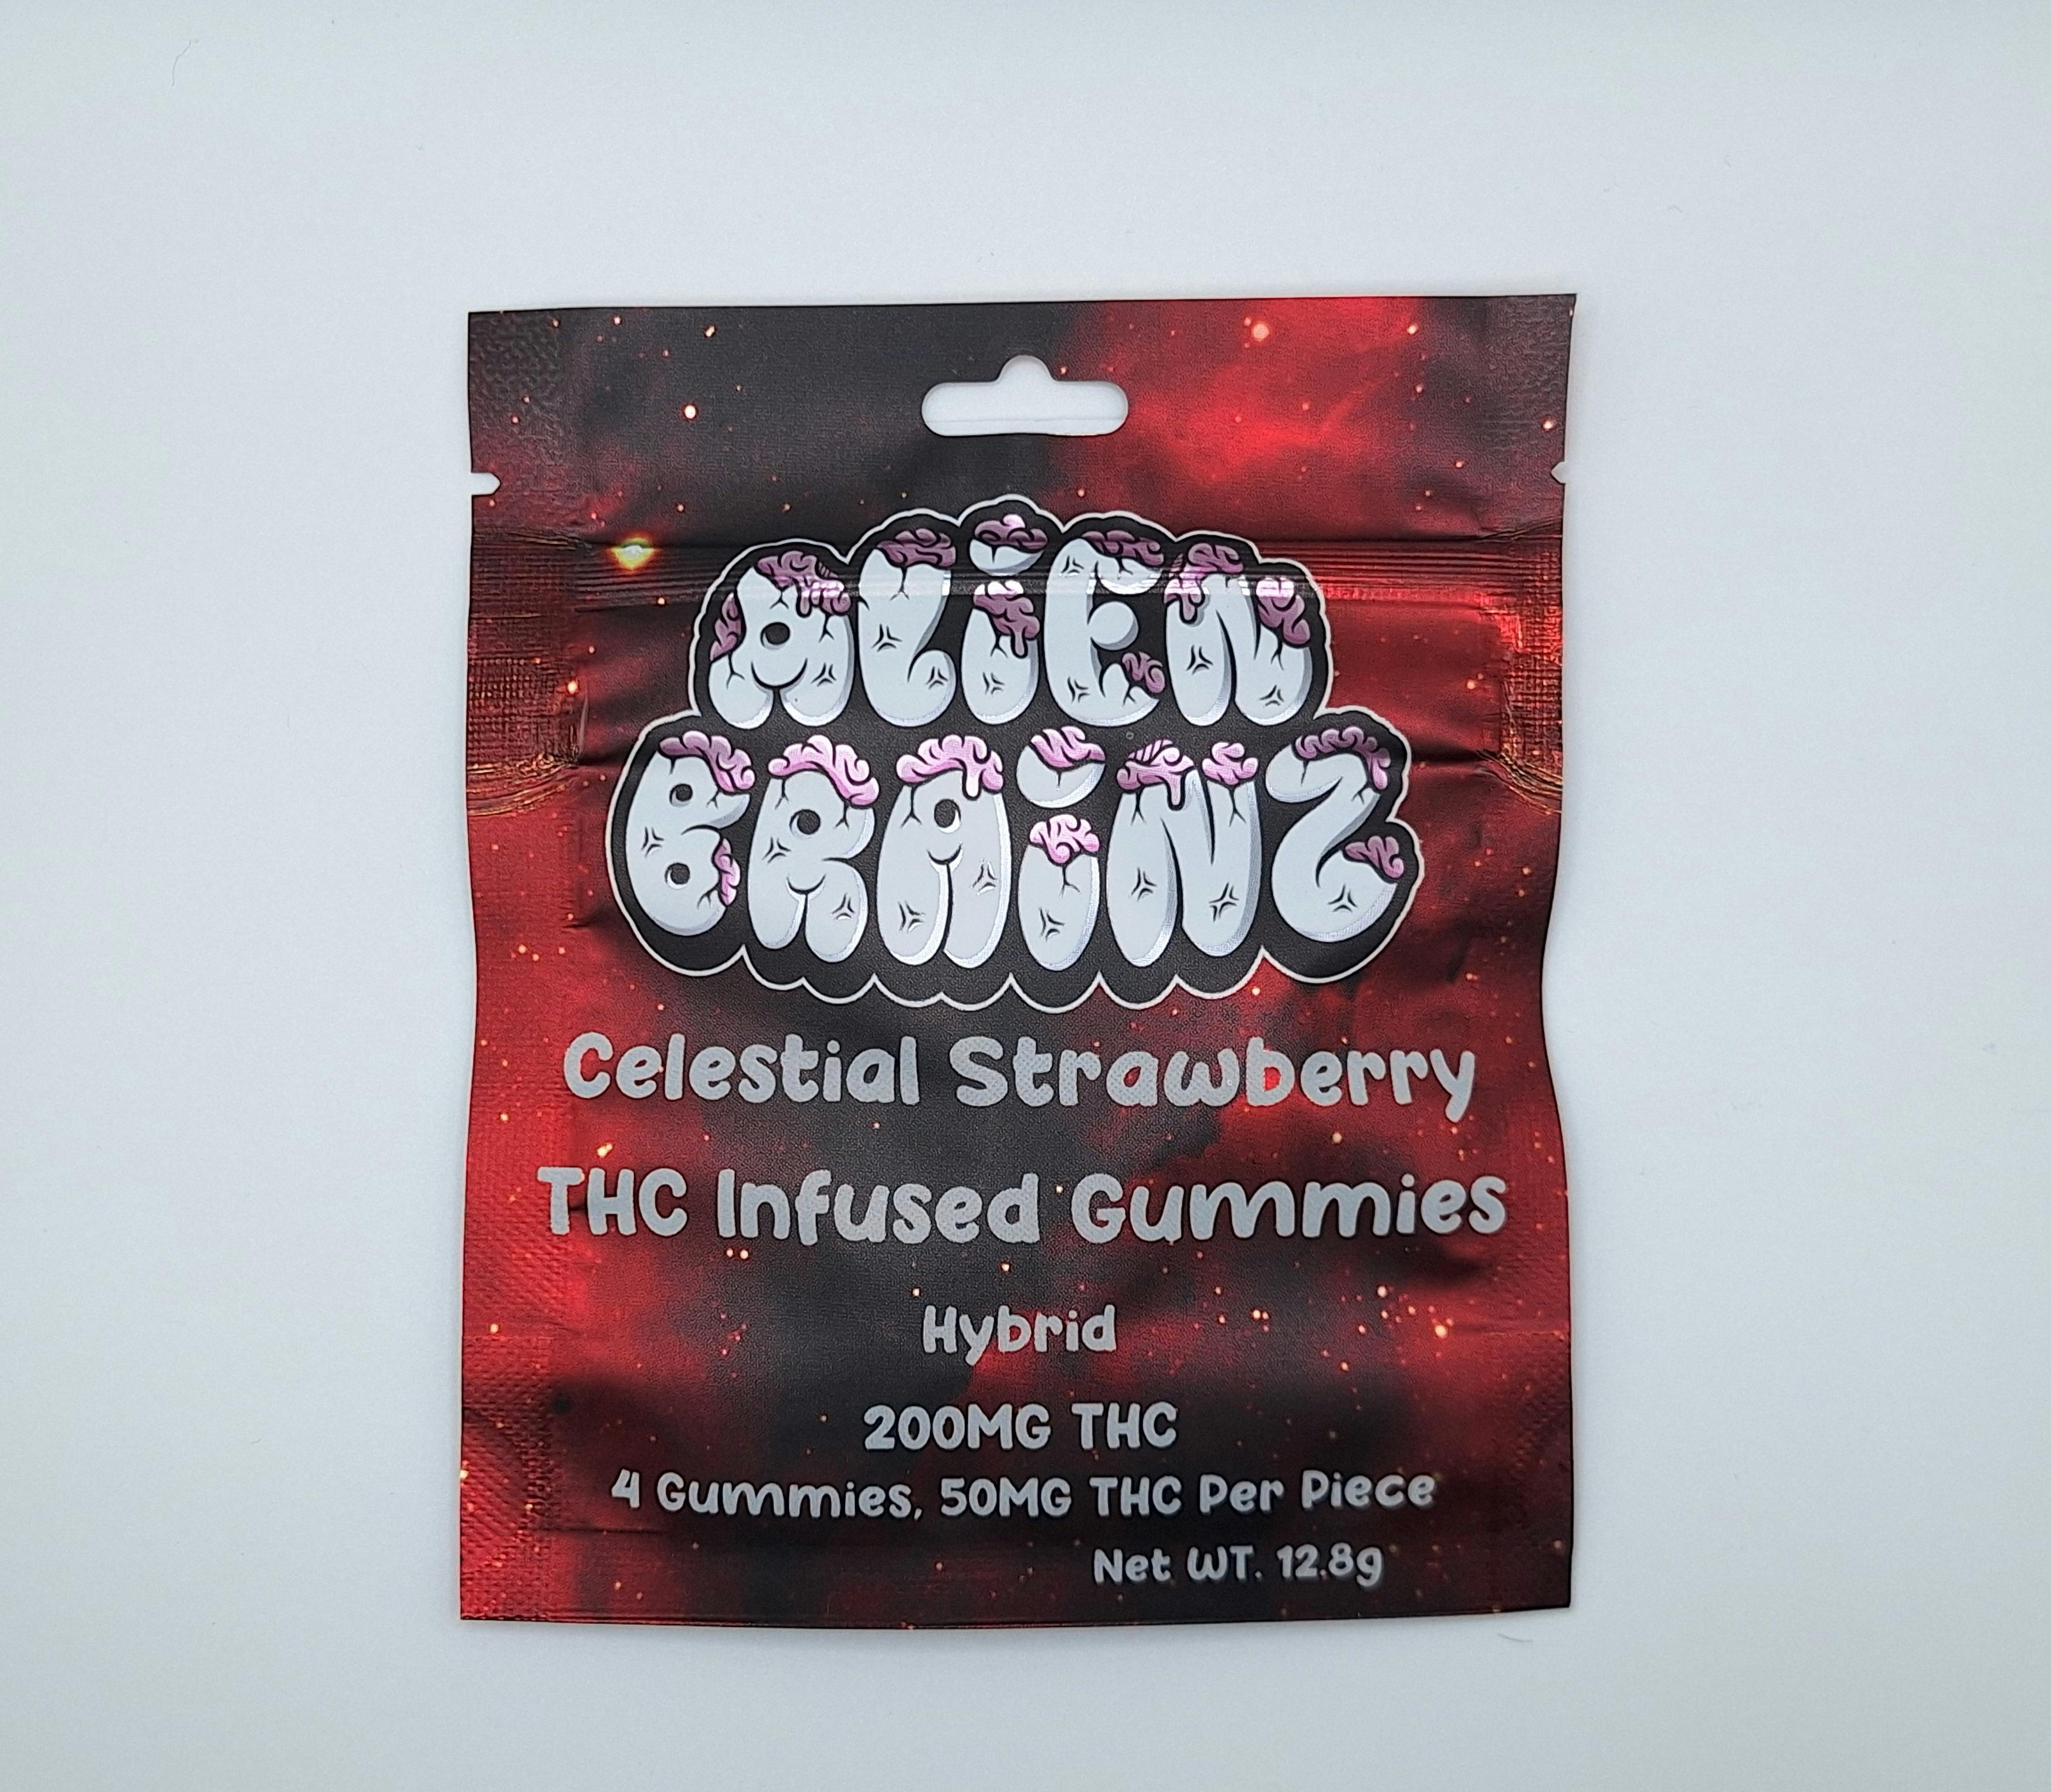 ALiEN
BRAiNZ
Celestial Strawberry
THC Infused Gummies
Hybrid
200MG THC
4 Gummies, 50MG THC Per Piece
Net WT. 12.8g